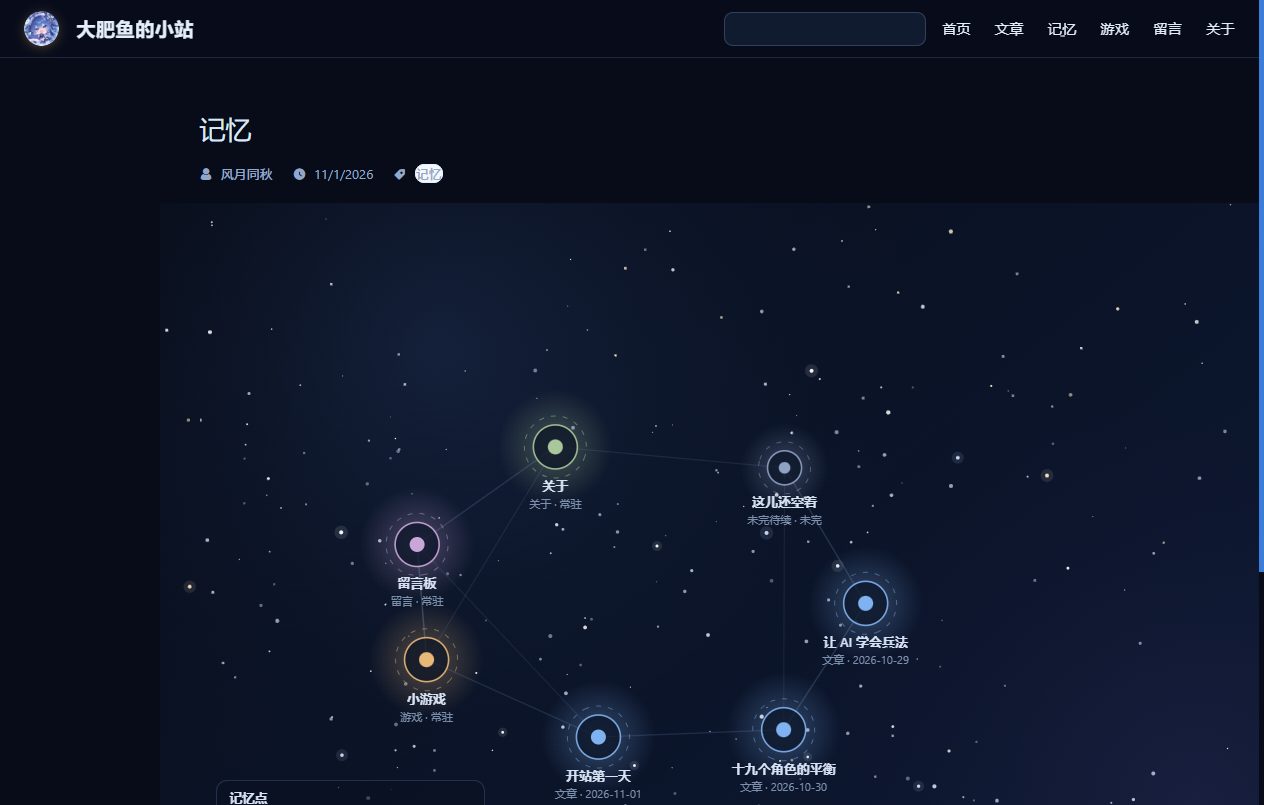 大肥鱼的小站
首页 文章 记忆 游戏 留言 关于
记忆
风月同秋 11/1/2026 记忆
关于
关于 · 常驻
这儿还空着
未完待续 · 未完
留言板
留言 · 常驻
让 AI 学会兵法
文章 · 2026-10-29
小游戏
游戏 · 常驻
开站第一天
文章 · 2026-11-01
十九个角色的平衡
文章 · 2026-10-30
记忆点